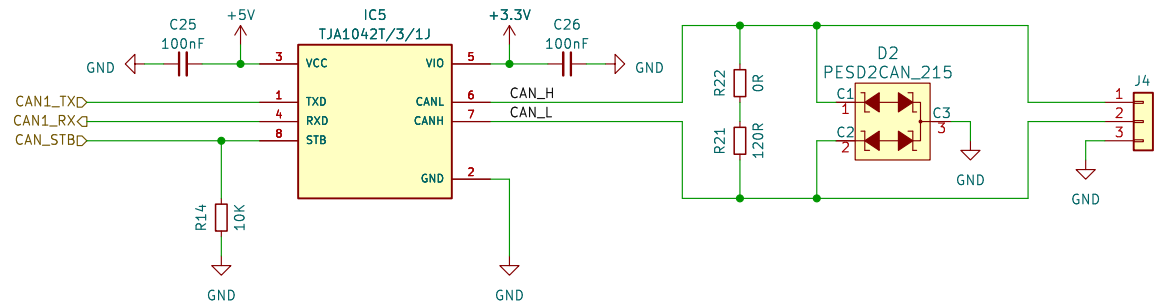 C25
100nF
GND
+5V
IC5
TJA1042T/3/1J
3
VCC
VIO
5
1
TXD
CANL
6
4
RXD
CANH
7
8
STB
GND
2
CAN1_TX
CAN1_RX
CAN_STB
R14
10K
GND
GND
+3.3V
C26
100nF
GND
CAN_H
CAN_L
R22
0R
R21
120R
D2
PESD2CAN_215
C1
1
C2
2
C3
3
GND
J4
1
2
3
GND